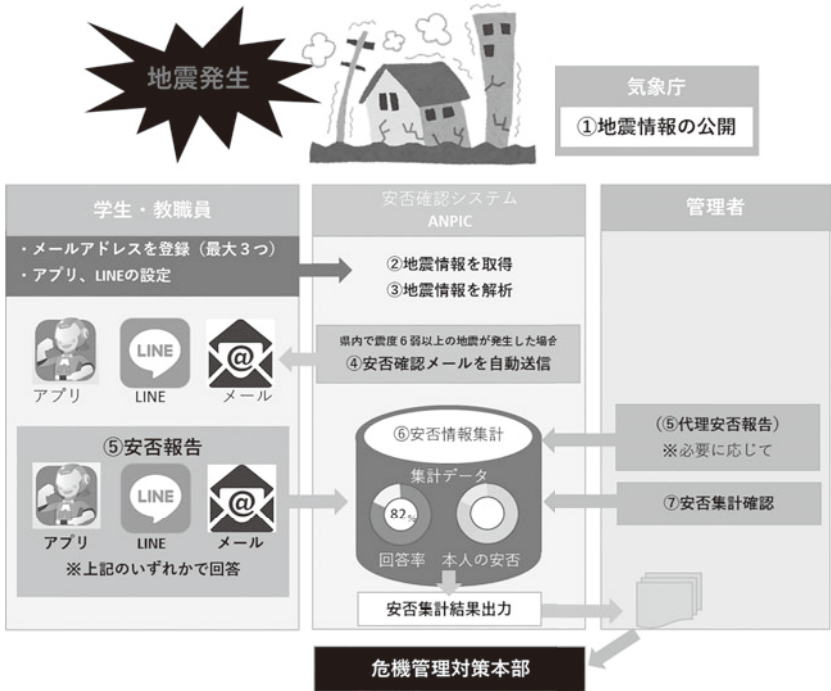 地震発生
気象庁
①地震情報の公開
学生・教職員
・メールアドレスを登録（最大３つ）
・アプリ、LINEの設定
安否確認システム
ANPIC
②地震情報を取得
③地震情報を解析
管理者
県内で震度６弱以上の地震が発生した場合
④安否確認メールを自動送信
LINE
@
アプリ
LINE
メール
⑤安否報告
LINE
@
アプリ
LINE
メール
※上記のいずれかで回答
⑥安否情報集計
集計データ
82%
回答率
本人の安否
安否集計結果出力
（⑤代理安否報告）
※必要に応じて
⑦安否集計確認
危機管理対策本部